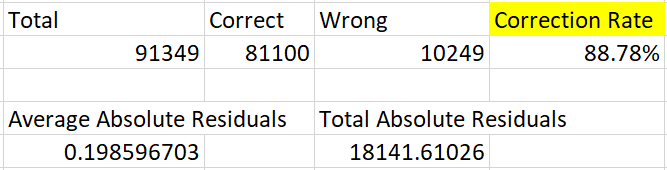 Total Correct Wrong Correction Rate
91349 81100 10249 88.78%
Average Absolute Residuals Total Absolute Residuals
0.198596703 18141.61026